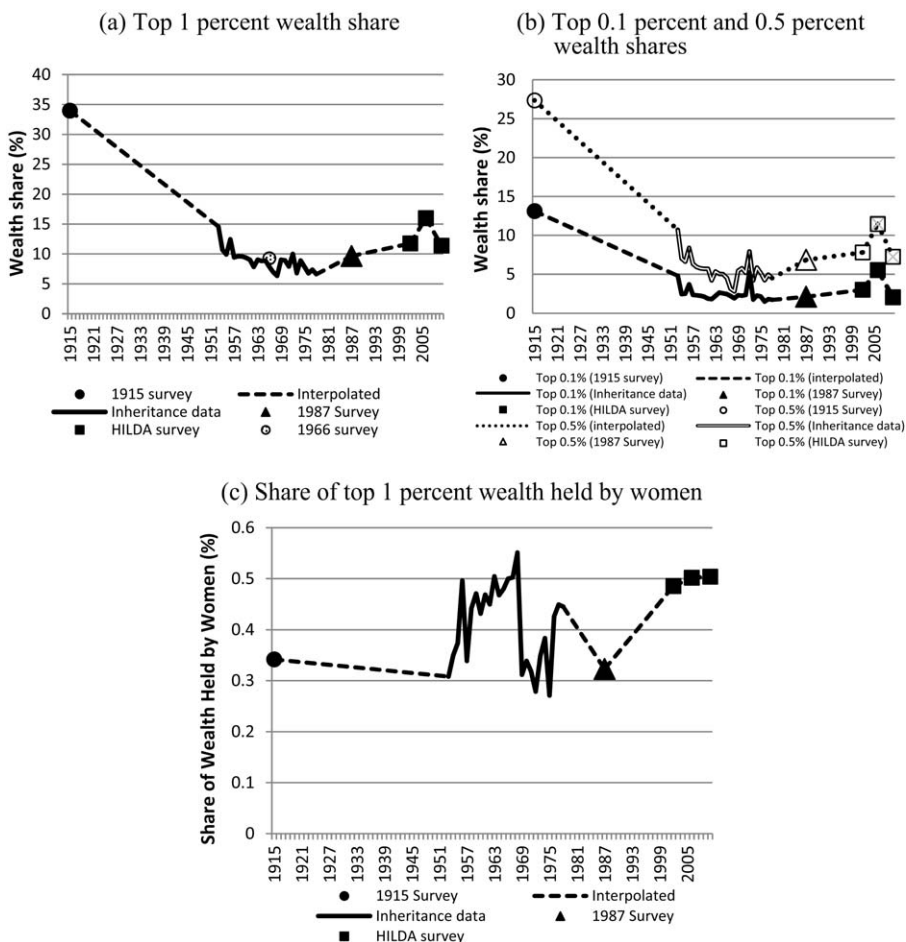 (a) Top 1 percent wealth share
Wealth share (%)
40
35
30
25
20
15
10
5
0
1915
1921
1927
1933
1939
1945
1951
1957
1963
1969
1975
1981
1987
1993
1999
2005
1915 survey
Interpolated
Inheritance data
1987 Survey
HILDA survey
1966 survey
(b) Top 0.1 percent and 0.5 percent
wealth shares
Wealth share (%)
30
25
20
15
10
5
0
1915
1921
1927
1933
1939
1945
1951
1957
1963
1969
1975
1981
1987
1993
1999
2005
Top 0.1% (1915 survey)
Top 0.1% (interpolated)
Top 0.1% (Inheritance data)
Top 0.1% (1987 Survey)
Top 0.1% (HILDA survey)
Top 0.5% (1915 Survey)
Top 0.5% (interpolated)
Top 0.5% (Inheritance data)
Top 0.5% (1987 Survey)
Top 0.5% (HILDA survey)
(c) Share of top 1 percent wealth held by women
Share of Wealth Held by Women (%)
0.6
0.5
0.4
0.3
0.2
0.1
0
1915
1921
1927
1933
1939
1945
1951
1957
1963
1969
1975
1981
1987
1993
1999
2005
1915 Survey
Interpolated
Inheritance data
1987 Survey
HILDA survey